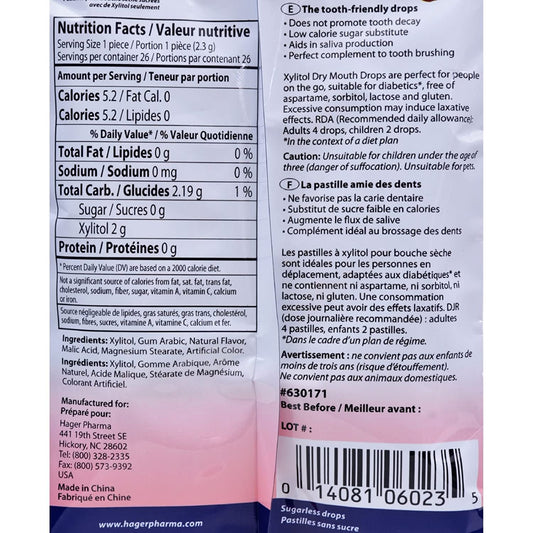 avec de Xylitol seulement
Nutrition Facts / Valeur nutritive
Serving Size 1 piece / Portion 1 pièce (2.3 g)
Servings per container 26 / Portions par contenant 26
Amount per Serving / Teneur par portion
Calories 5.2 / Fat Cal. 0
Calories 5.2 / Lipides 0
% Daily Value* / % Valeur Quotidienne
Total Fat / Lipides 0 g 0 %
Sodium / Sodium 0 mg 0 %
Total Carb. / Glucides 2.19 g 1 %
Sugar / Sucres 0 g
Xylitol 2 g
Protein / Protéines 0 g
* Percent Daily Value (DV) are based on a 2000 calorie diet.
Not a significant source of calories from fat, sat. fat, trans fat,
cholesterol, sodium, fiber, sugar, vitamin A, vitamin C, calcium
or iron.
Source négligeable de lipides, gras saturés, gras trans, cholestérol,
sodium, fibres, sucres, vitamine A, vitamine C, calcium et fer.
Ingredients: Xylitol, Gum Arabic, Natural Flavor,
Malic Acid, Magnesium Stearate, Artificial Color.
Ingrédients: Xylitol, Gomme Arabique, Arôme
Naturel, Acide Malique, Stéarate de Magnésium,
Colorant Artificiel.
Manufactured for:
Préparé pour:
Hager Pharma
441 19th Street SE
Hickory, NC 28602
Tel: (800) 328-2335
Fax: (800) 573-9392
USA
Made in China
Fabriqué en Chine
www.hagerpharma.com
E The tooth-friendly drops
• Does not promote tooth decay
• Low calorie sugar substitute
• Aids in saliva production
• Perfect complement to tooth brushing
Xylitol Dry Mouth Drops are perfect for people
on the go, suitable for diabetics*, free of
aspartame, sorbitol, lactose and gluten.
Excessive consumption may induce laxative
effects. RDA (Recommended daily allowance):
Adults 4 drops, children 2 drops.
*In the context of a diet plan
Caution: Unsuitable for children under the age of
three (danger of suffocation). Unsuitable for pets.
F La pastille amie des dents
• Ne favorise pas la carie dentaire
• Substitut de sucre faible en calories
• Augmente le flux de salive
• Complément idéal au brossage des dents
Les pastilles à xylitol pour bouche sèche
sont idéales pour les personnes en
déplacement, adaptées aux diabétiques* et
ne contiennent ni aspartame, ni sorbitol, ni
lactose, ni gluten. Une consommation
excessive peut avoir des effets laxatifs. DJR
(dose journalière recommandée) : adultes
4 pastilles, enfants 2 pastilles.
*Dans le cadre d'un plan de régime.
Avertissement : ne convient pas aux enfants de
moins de trois ans (risque d'étouffement).
Ne convient pas aux animaux domestiques.
#630171
Best Before / Meilleur avant :
LOT # :
0 14081 06023 5
Sugarless drops
Pastilles sans sucre